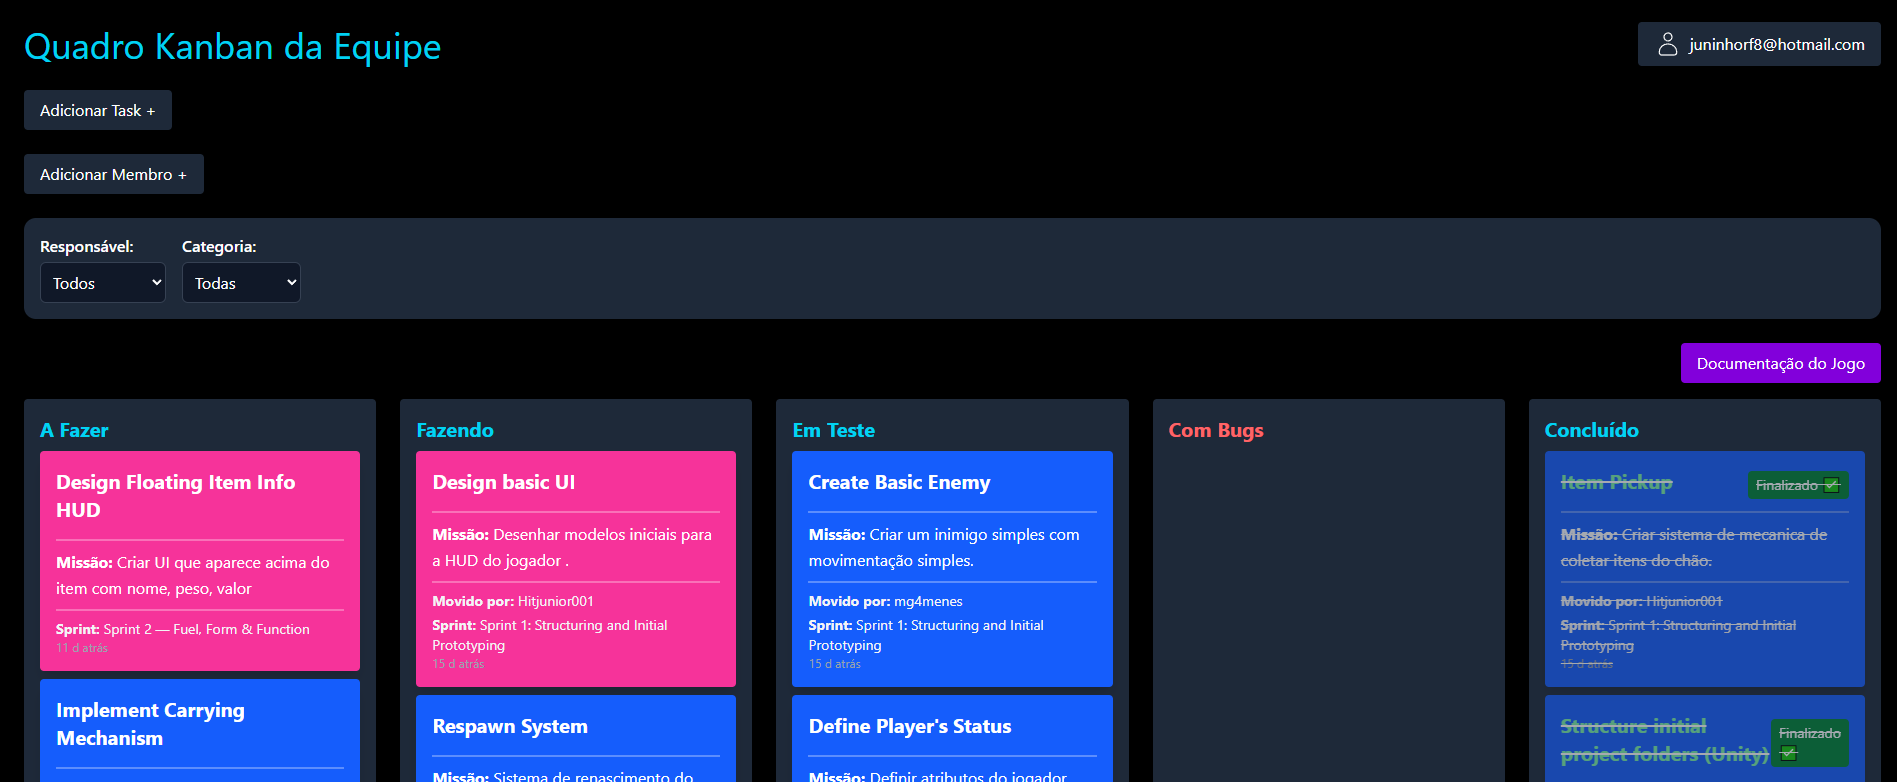 Quadro Kanban da Equipe
juninhorf8@hotmail.com
Adicionar Task +
Adicionar Membro +
Responsável:
Categoria:
Todos
Todas
Documentação do Jogo
A Fazer
Design Floating Item Info
HUD
Missão: Criar UI que aparece acima do
item com nome, peso, valor
Sprint: Sprint 2 — Fuel, Form & Function
11 d atrás
Implement Carrying
Mechanism
Fazendo
Design basic UI
Missão: Desenhar modelos iniciais para
a HUD do jogador .
Movido por: Hitjunior001
Sprint: Sprint 1: Structuring and Initial
Prototyping
15 d atrás
Respawn System
Missão: Sistema de renascimento do
Em Teste
Create Basic Enemy
Missão: Criar um inimigo simples com
movimentação simples.
Movido por: mg4menes
Sprint: Sprint 1: Structuring and Initial
Prototyping
15 d atrás
Define Player's Status
Missão: Definir atributos do jogador
Com Bugs
Concluído
Item Pickup
Finalizado ✅
Missão: Criar sistema de mecanica de
coletar itens do chão.
Movido por: Hitjunior001
Sprint: Sprint 1: Structuring and Initial
Prototyping
15 d atrás
Structure initial
project folders (Unity)
Finalizado
✅